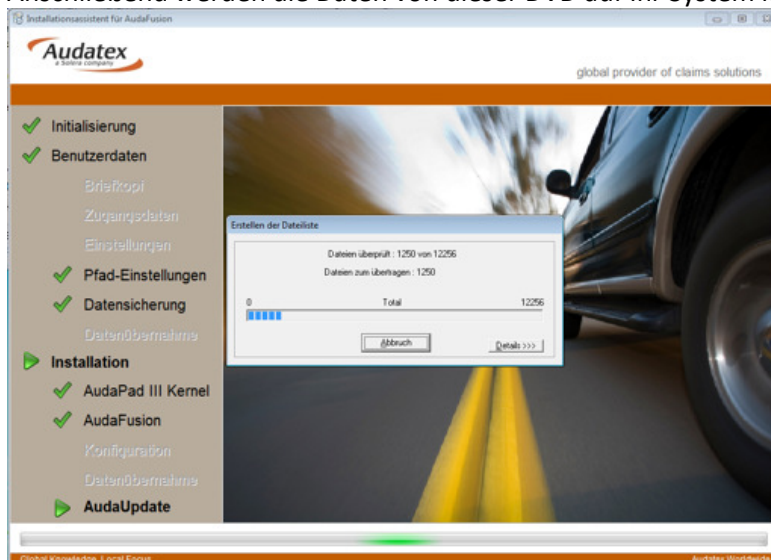 Anschließend werden die Daten von dieser DVD auf Ihr System
Installationsassistent für AudaFusion
Audatex
a Solera company
global provider of claims solutions
Initialisierung
Benutzerdaten
Briefkopf
Zugangsdaten
Einstellungen
Pfad-Einstellungen
Datensicherung
Datenübernahme
Installation
AudaPad III Kernel
AudaFusion
Konfiguration
Datenübernahme
AudaUpdate
Erstellen der Dateiliste
Dateien überprüft : 1250 von 12256
Dateien zum übertragen : 1250
0 Total 12256
Abbruch
Details >>>
Global Knowledge. Local Focus. Audatex Worldwide